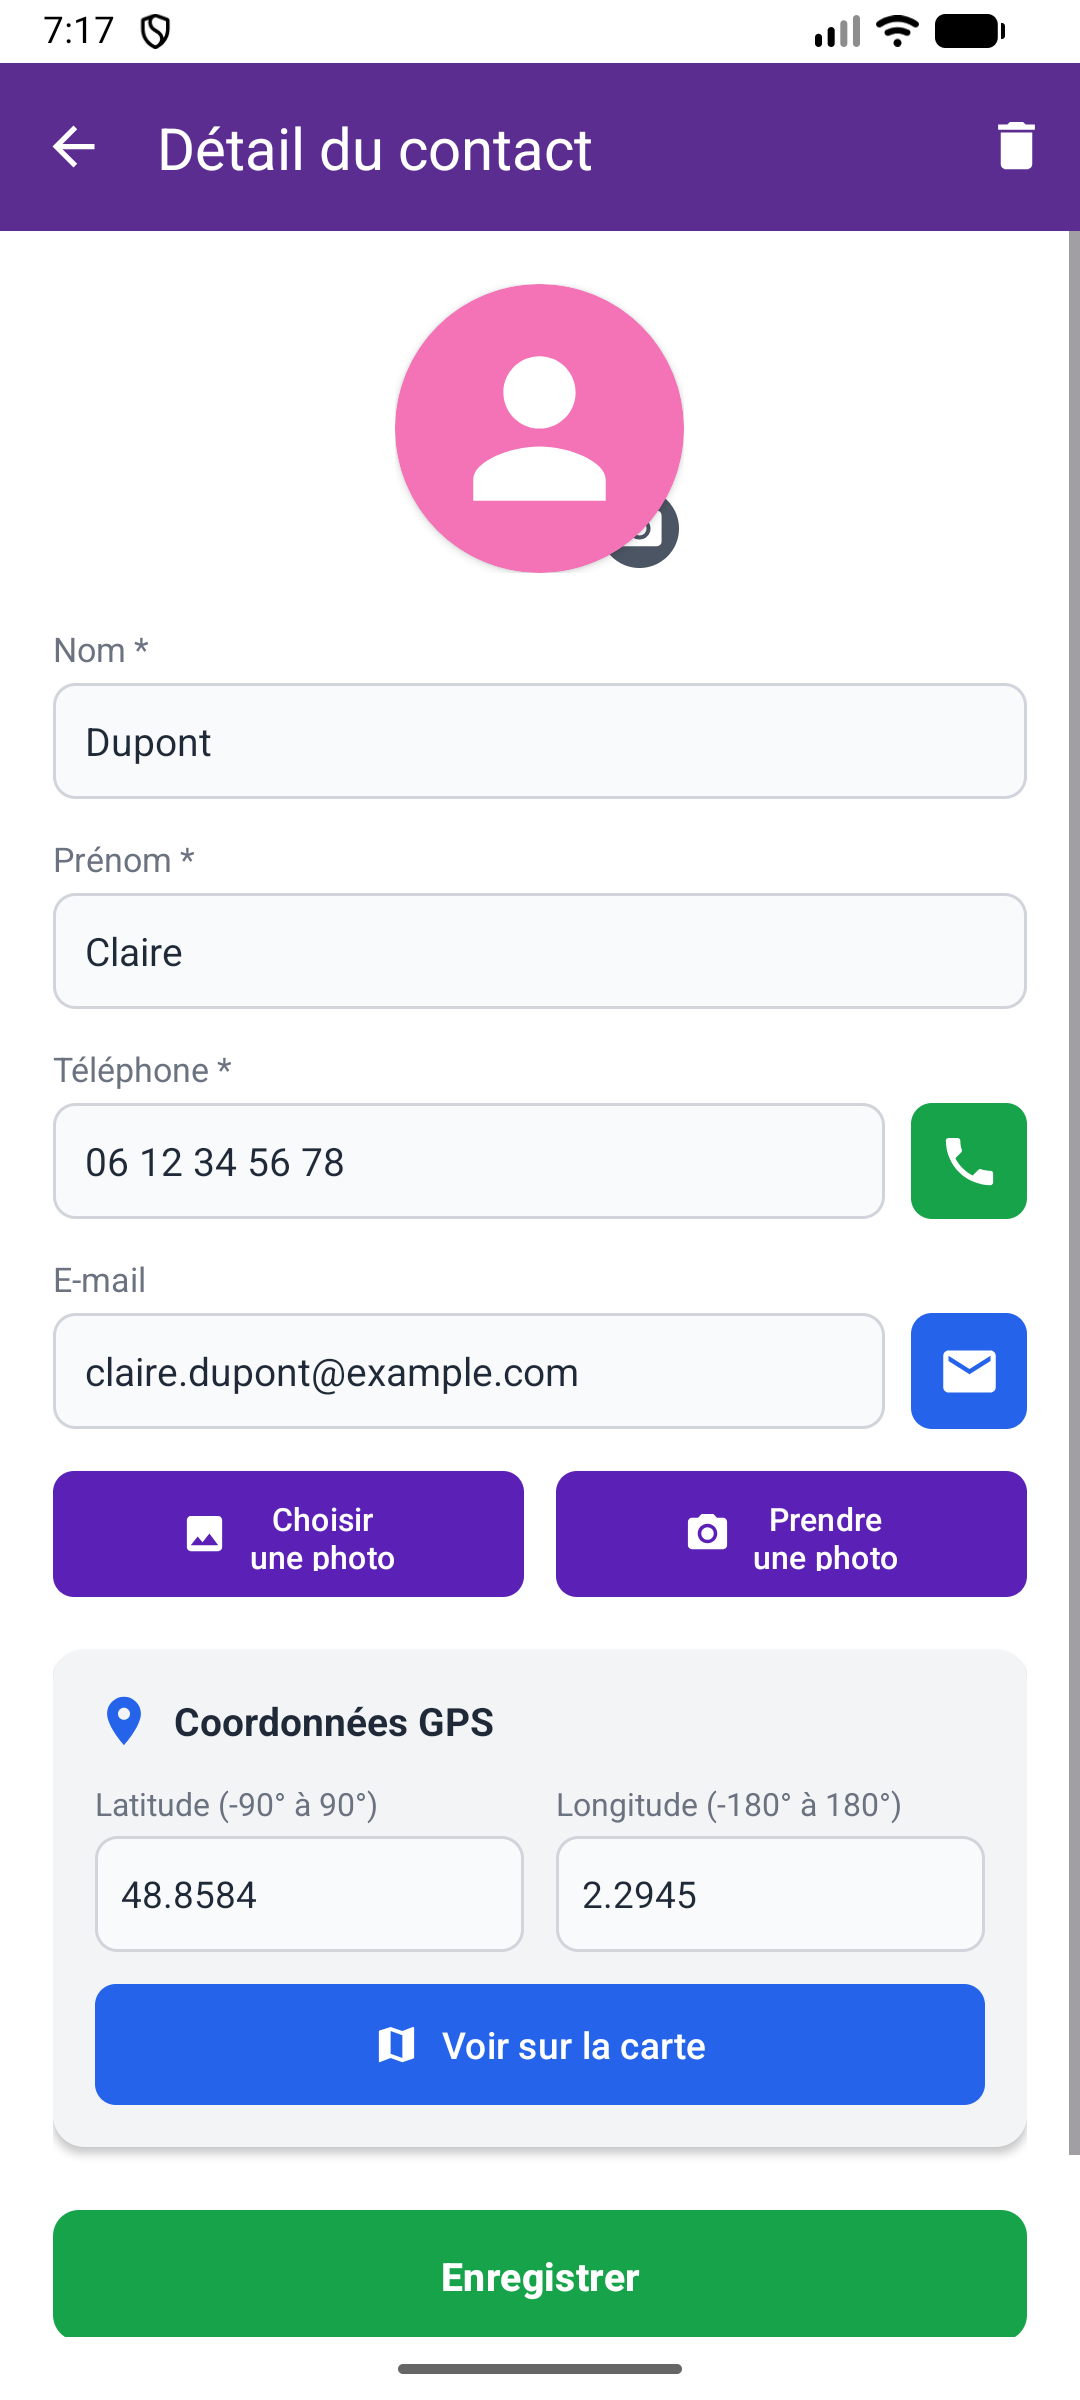 7:17
Détail du contact
Nom *
Dupont
Prénom *
Claire
Téléphone *
06 12 34 56 78
E-mail
claire.dupont@example.com
Choisir
une photo
Prendre
une photo
Coordonnées GPS
Latitude (-90° à 90°)
Longitude (-180° à 180°)
48.8584
2.2945
Voir sur la carte
Enregistrer